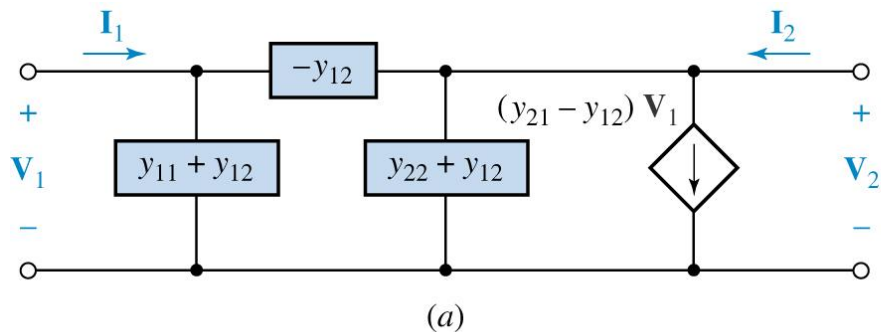 I₁
I₂
−y₁₂
(y₂₁ − y₁₂) V₁
+
+
V₁
y₁₁ + y₁₂
y₂₂ + y₁₂
V₂
−
−
(a)